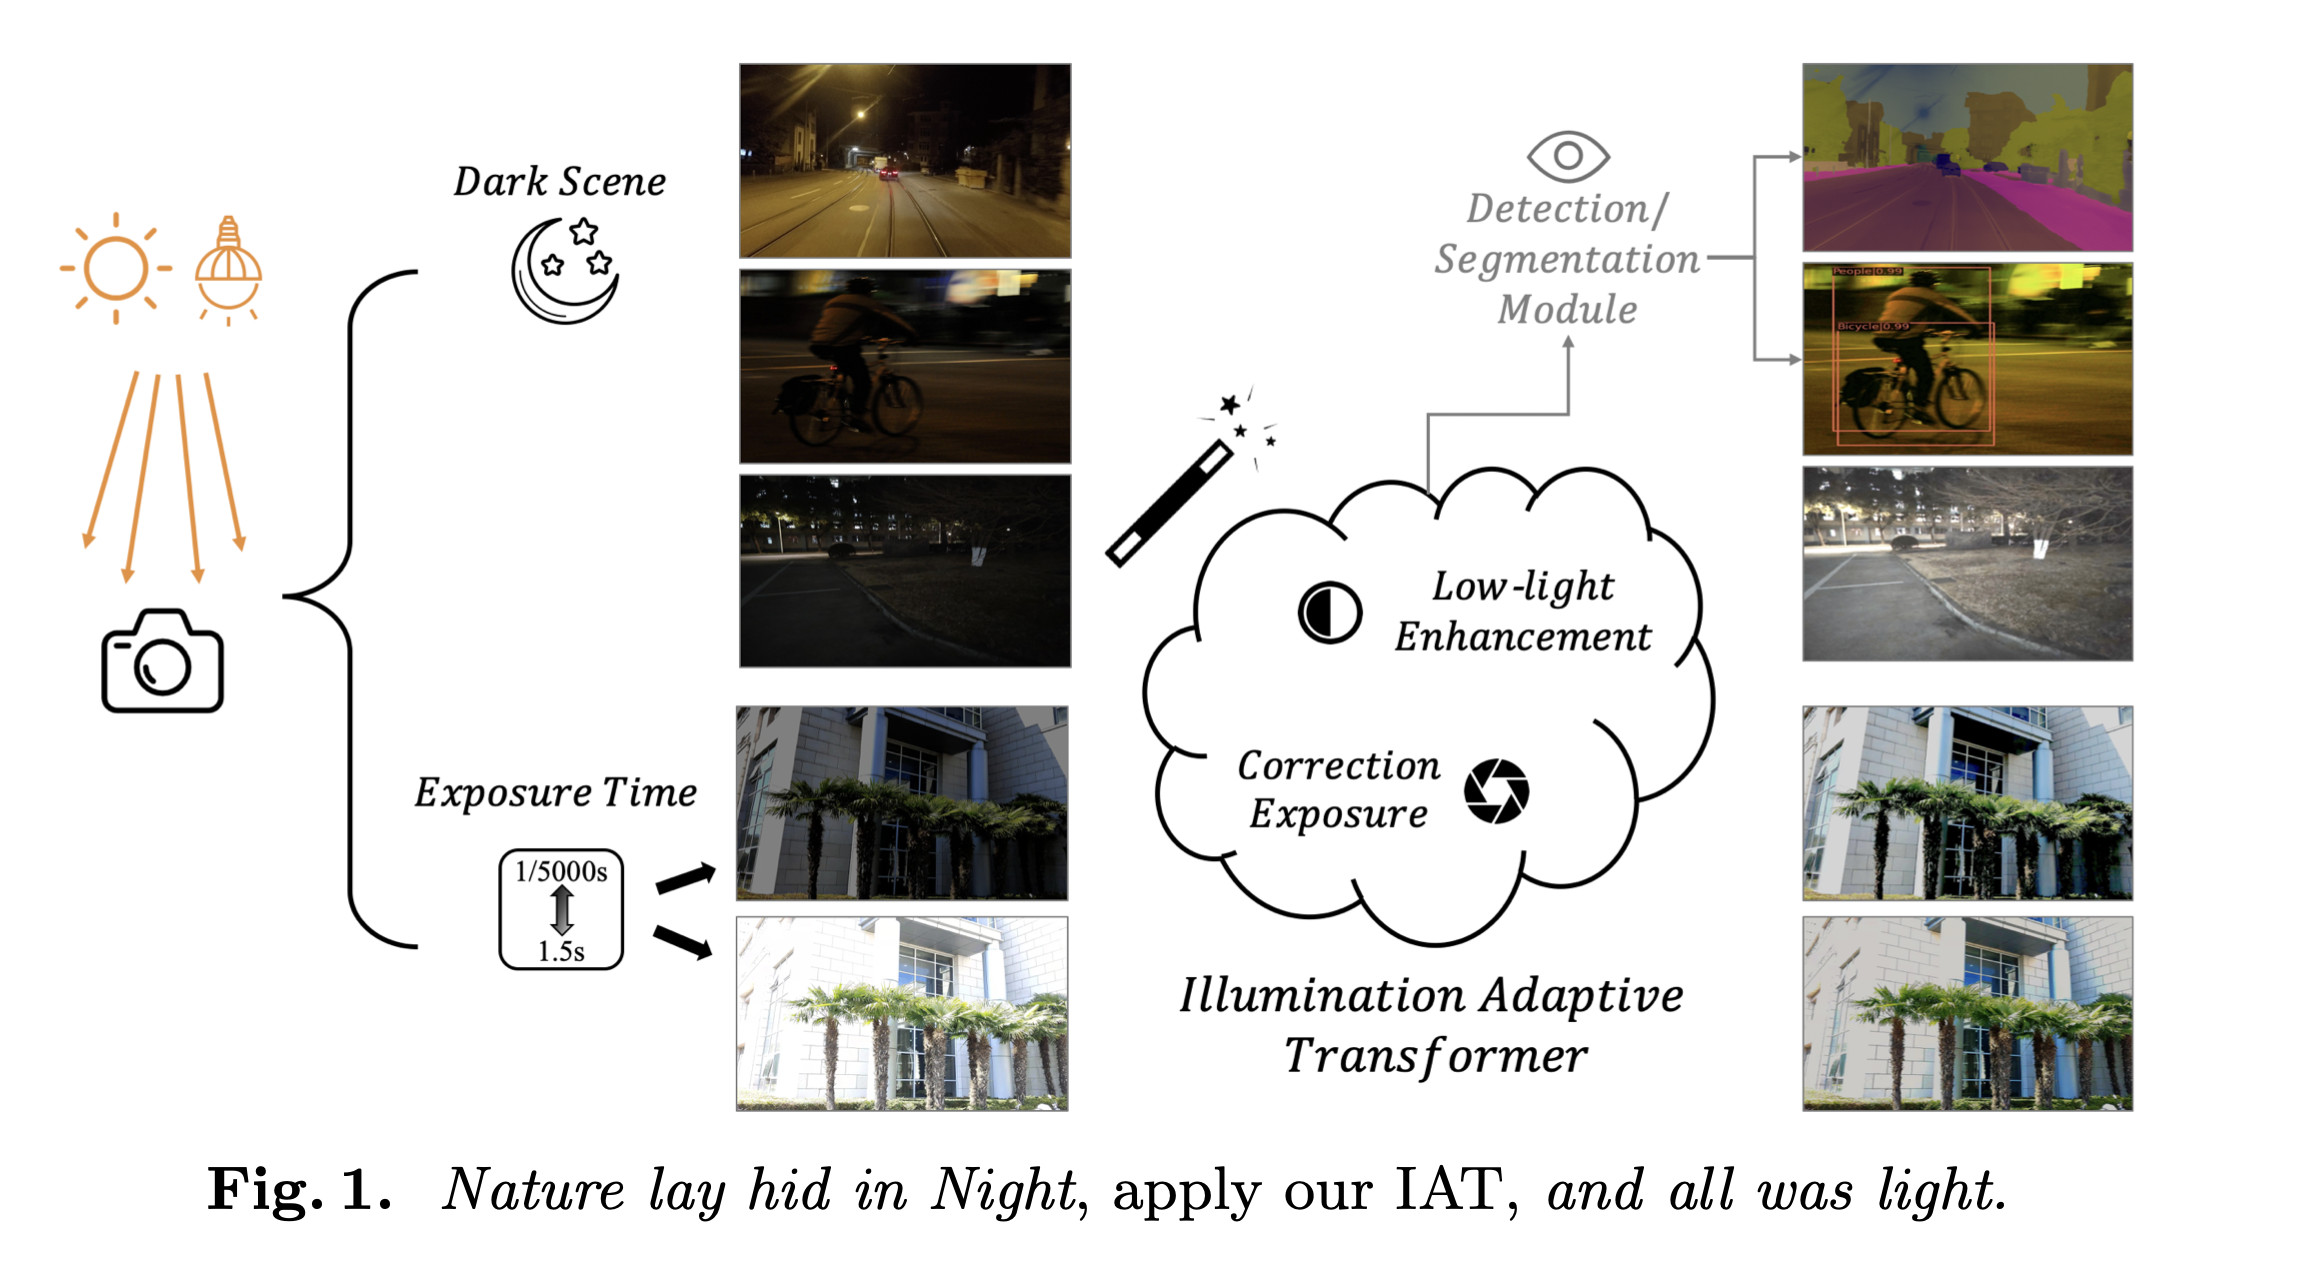 Dark Scene
Exposure Time
1/5000s
1.5s
Detection/
Segmentation
Module
People|0.99
Bicycle|0.99
Low-light
Enhancement
Correction
Exposure
Illumination Adaptive
Transformer
Fig. 1. Nature lay hid in Night, apply our IAT, and all was light.